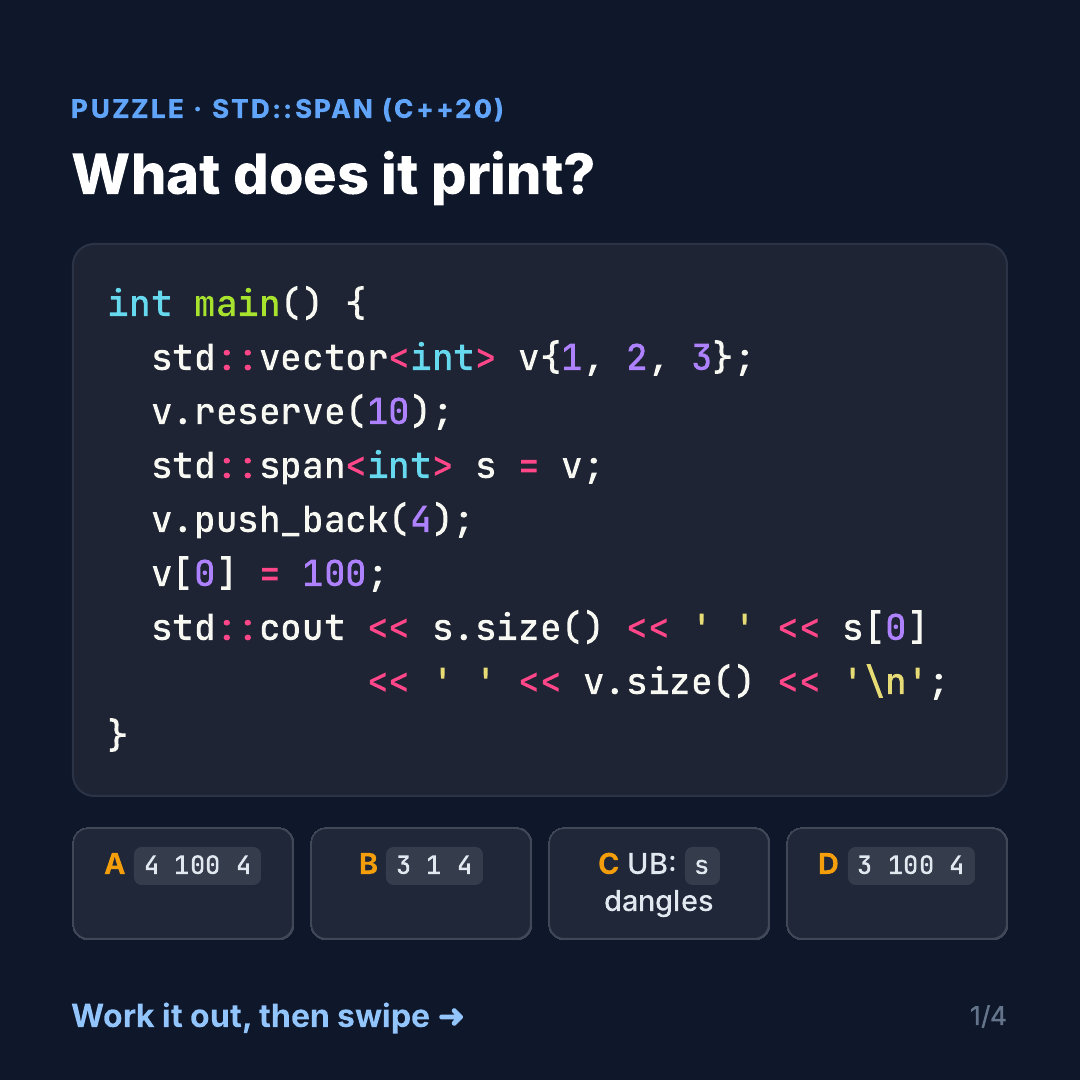 PUZZLE · STD::SPAN (C++20)
What does it print?
int main() {
  std::vector<int> v{1, 2, 3};
  v.reserve(10);
  std::span<int> s = v;
  v.push_back(4);
  v[0] = 100;
  std::cout << s.size() << ' ' << s[0]
            << ' ' << v.size() << '\n';
}
A 4 100 4
B 3 1 4
C UB: s
dangles
D 3 100 4
Work it out, then swipe ➜
1/4